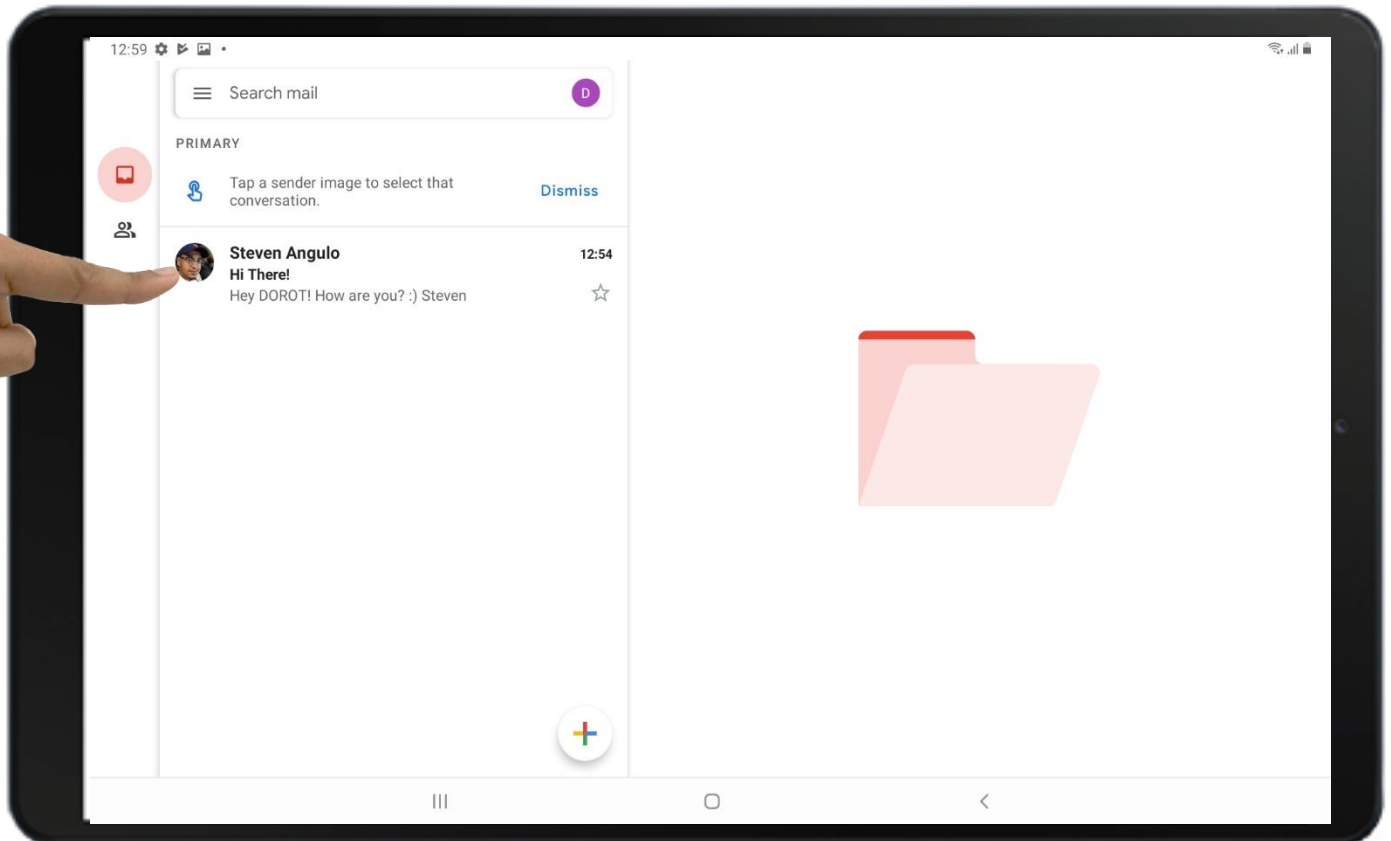 12:59
Search mail
D
PRIMARY
Tap a sender image to select that
conversation.
Dismiss
Steven Angulo
12:54
Hi There!
Hey DOROT! How are you? :) Steven